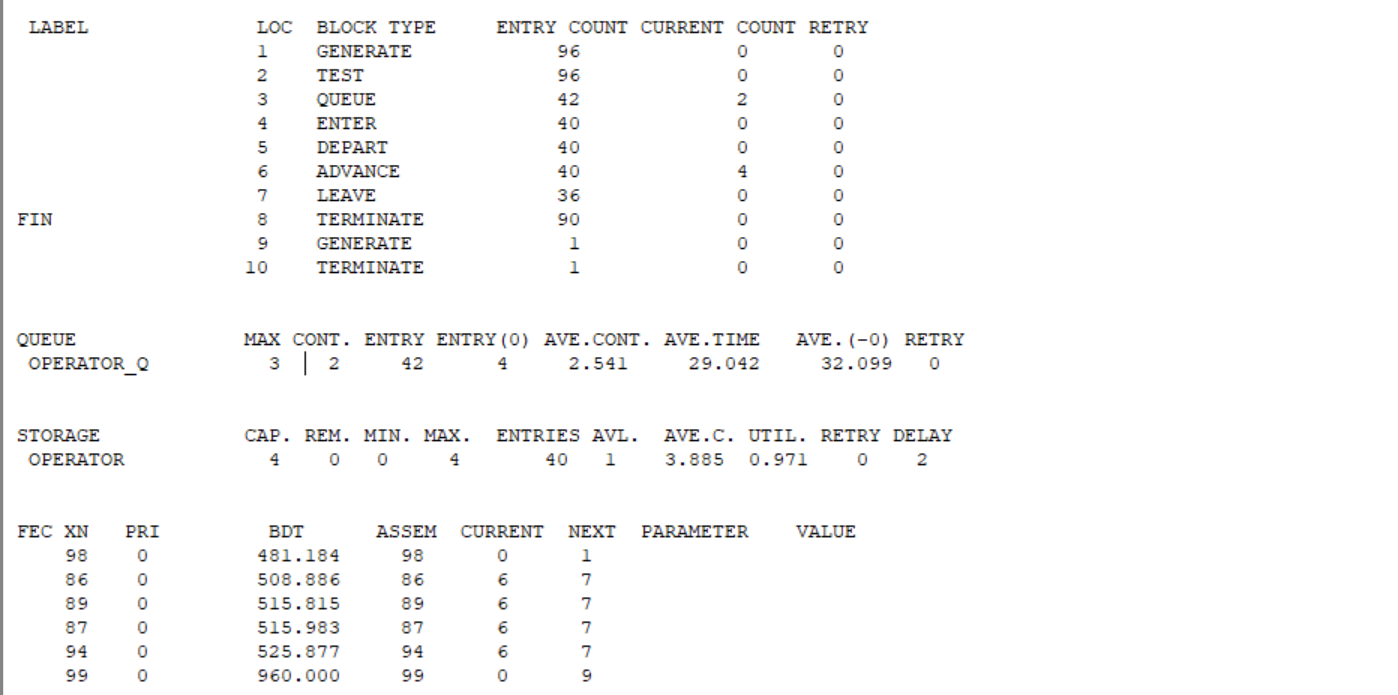 LABEL LOC BLOCK TYPE ENTRY COUNT CURRENT COUNT RETRY
1 GENERATE 96 0 0
2 TEST 96 0 0
3 QUEUE 42 2 0
4 ENTER 40 0 0
5 DEPART 40 0 0
6 ADVANCE 40 4 0
7 LEAVE 36 0 0
FIN 8 TERMINATE 90 0 0
9 GENERATE 1 0 0
10 TERMINATE 1 0 0
QUEUE MAX CONT. ENTRY ENTRY(0) AVE.CONT. AVE.TIME AVE.(-0) RETRY
OPERATOR_Q 3 2 42 4 2.541 29.042 32.099 0
STORAGE CAP. REM. MIN. MAX. ENTRIES AVL. AVE.C. UTIL. RETRY DELAY
OPERATOR 4 0 0 4 40 1 3.885 0.971 0 2
FEC XN PRI BDT ASSEM CURRENT NEXT PARAMETER VALUE
98 0 481.184 98 0 1
86 0 508.886 86 6 7
89 0 515.815 89 6 7
87 0 515.983 87 6 7
94 0 525.877 94 6 7
99 0 960.000 99 0 9